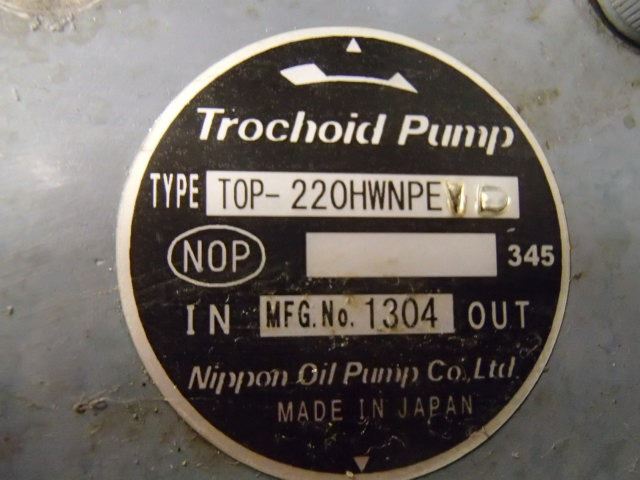 Trochoid Pump
TYPE TOP-220HWNPEVD
NOP 345
IN MFG.No. 1304 OUT
Nippon Oil Pump Co.,Ltd.
MADE IN JAPAN